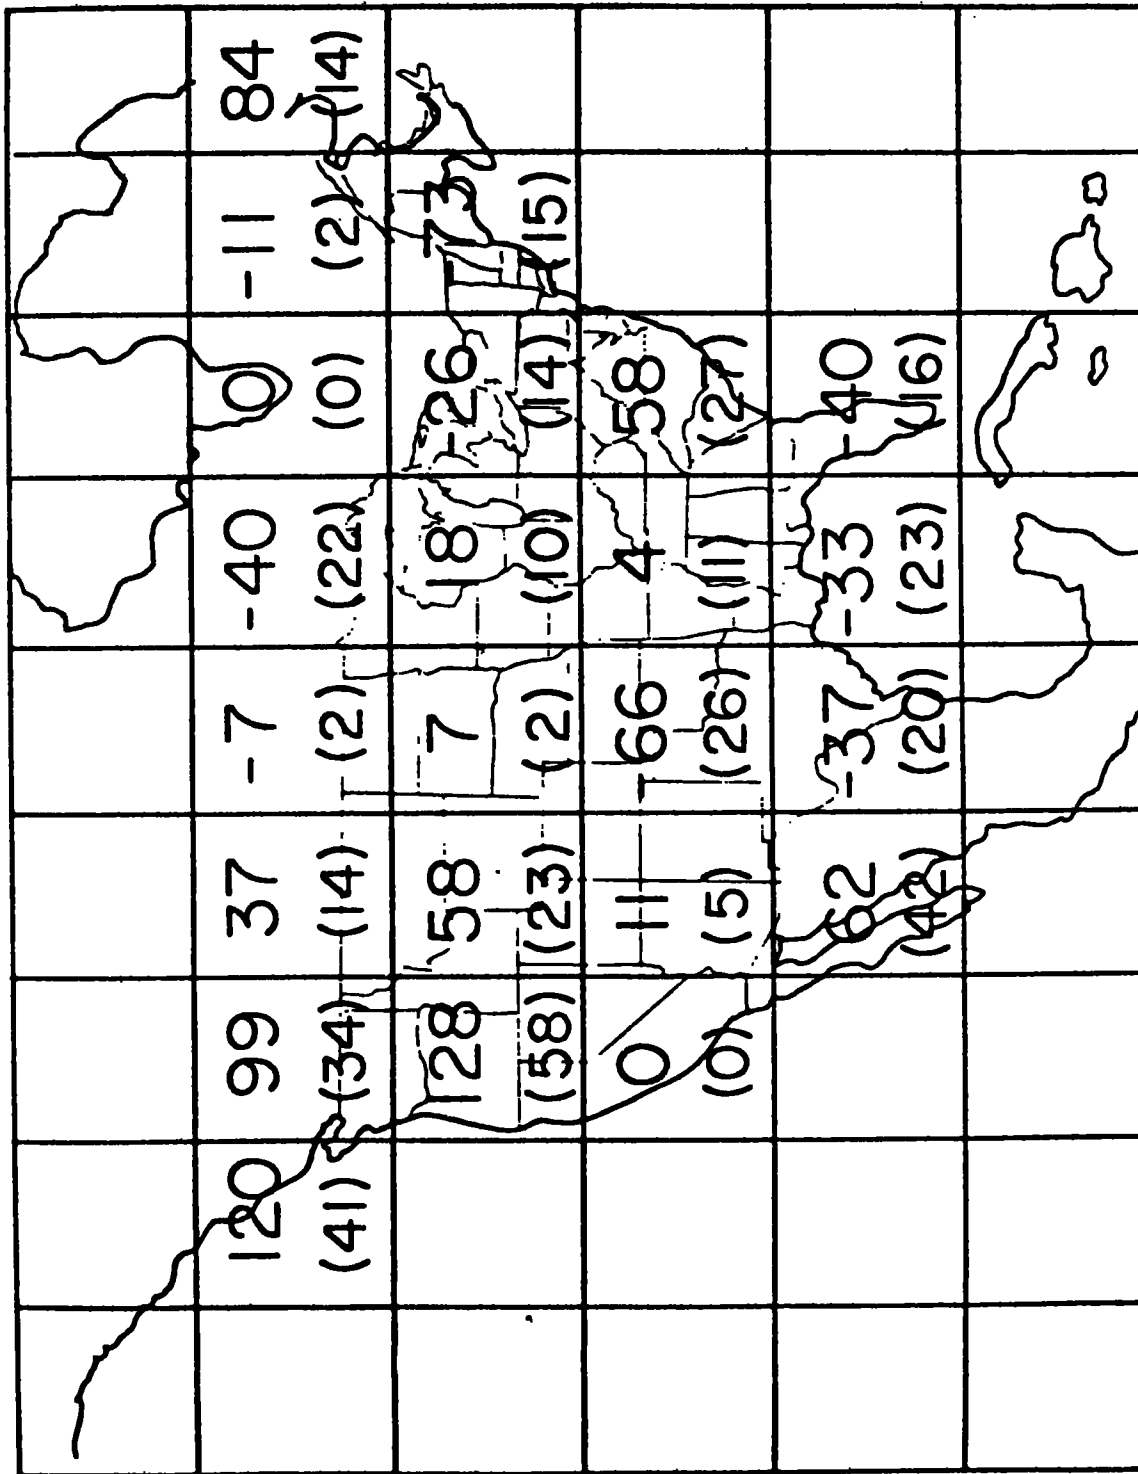 120 99 37 -7 -40 0 -11 84
(41) (34) (14) (2) (22) (0) (2) (14)
128 58 7 18 -26 -73
(58) (23) (2) (10) (14) (15)
0 11 66 4 58
(0) (5) (26) (11) (27)
62 -37 -33 -40
(42) (20) (23) (16)